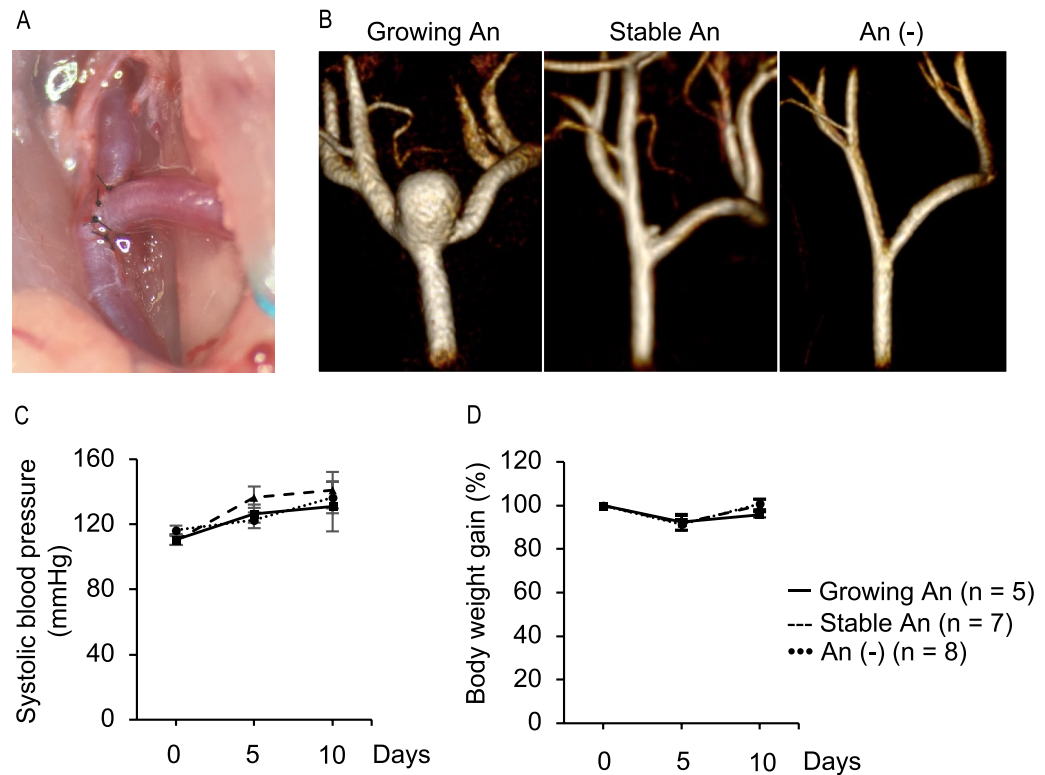 A
B
Growing An
Stable An
An (-)
C
Systolic blood pressure
(mmHg)
160
120
80
40
0
0
5
10
Days
D
Body weight gain (%)
120
100
80
60
40
20
0
0
5
10
Days
Growing An (n = 5)
Stable An (n = 7)
An (-) (n = 8)